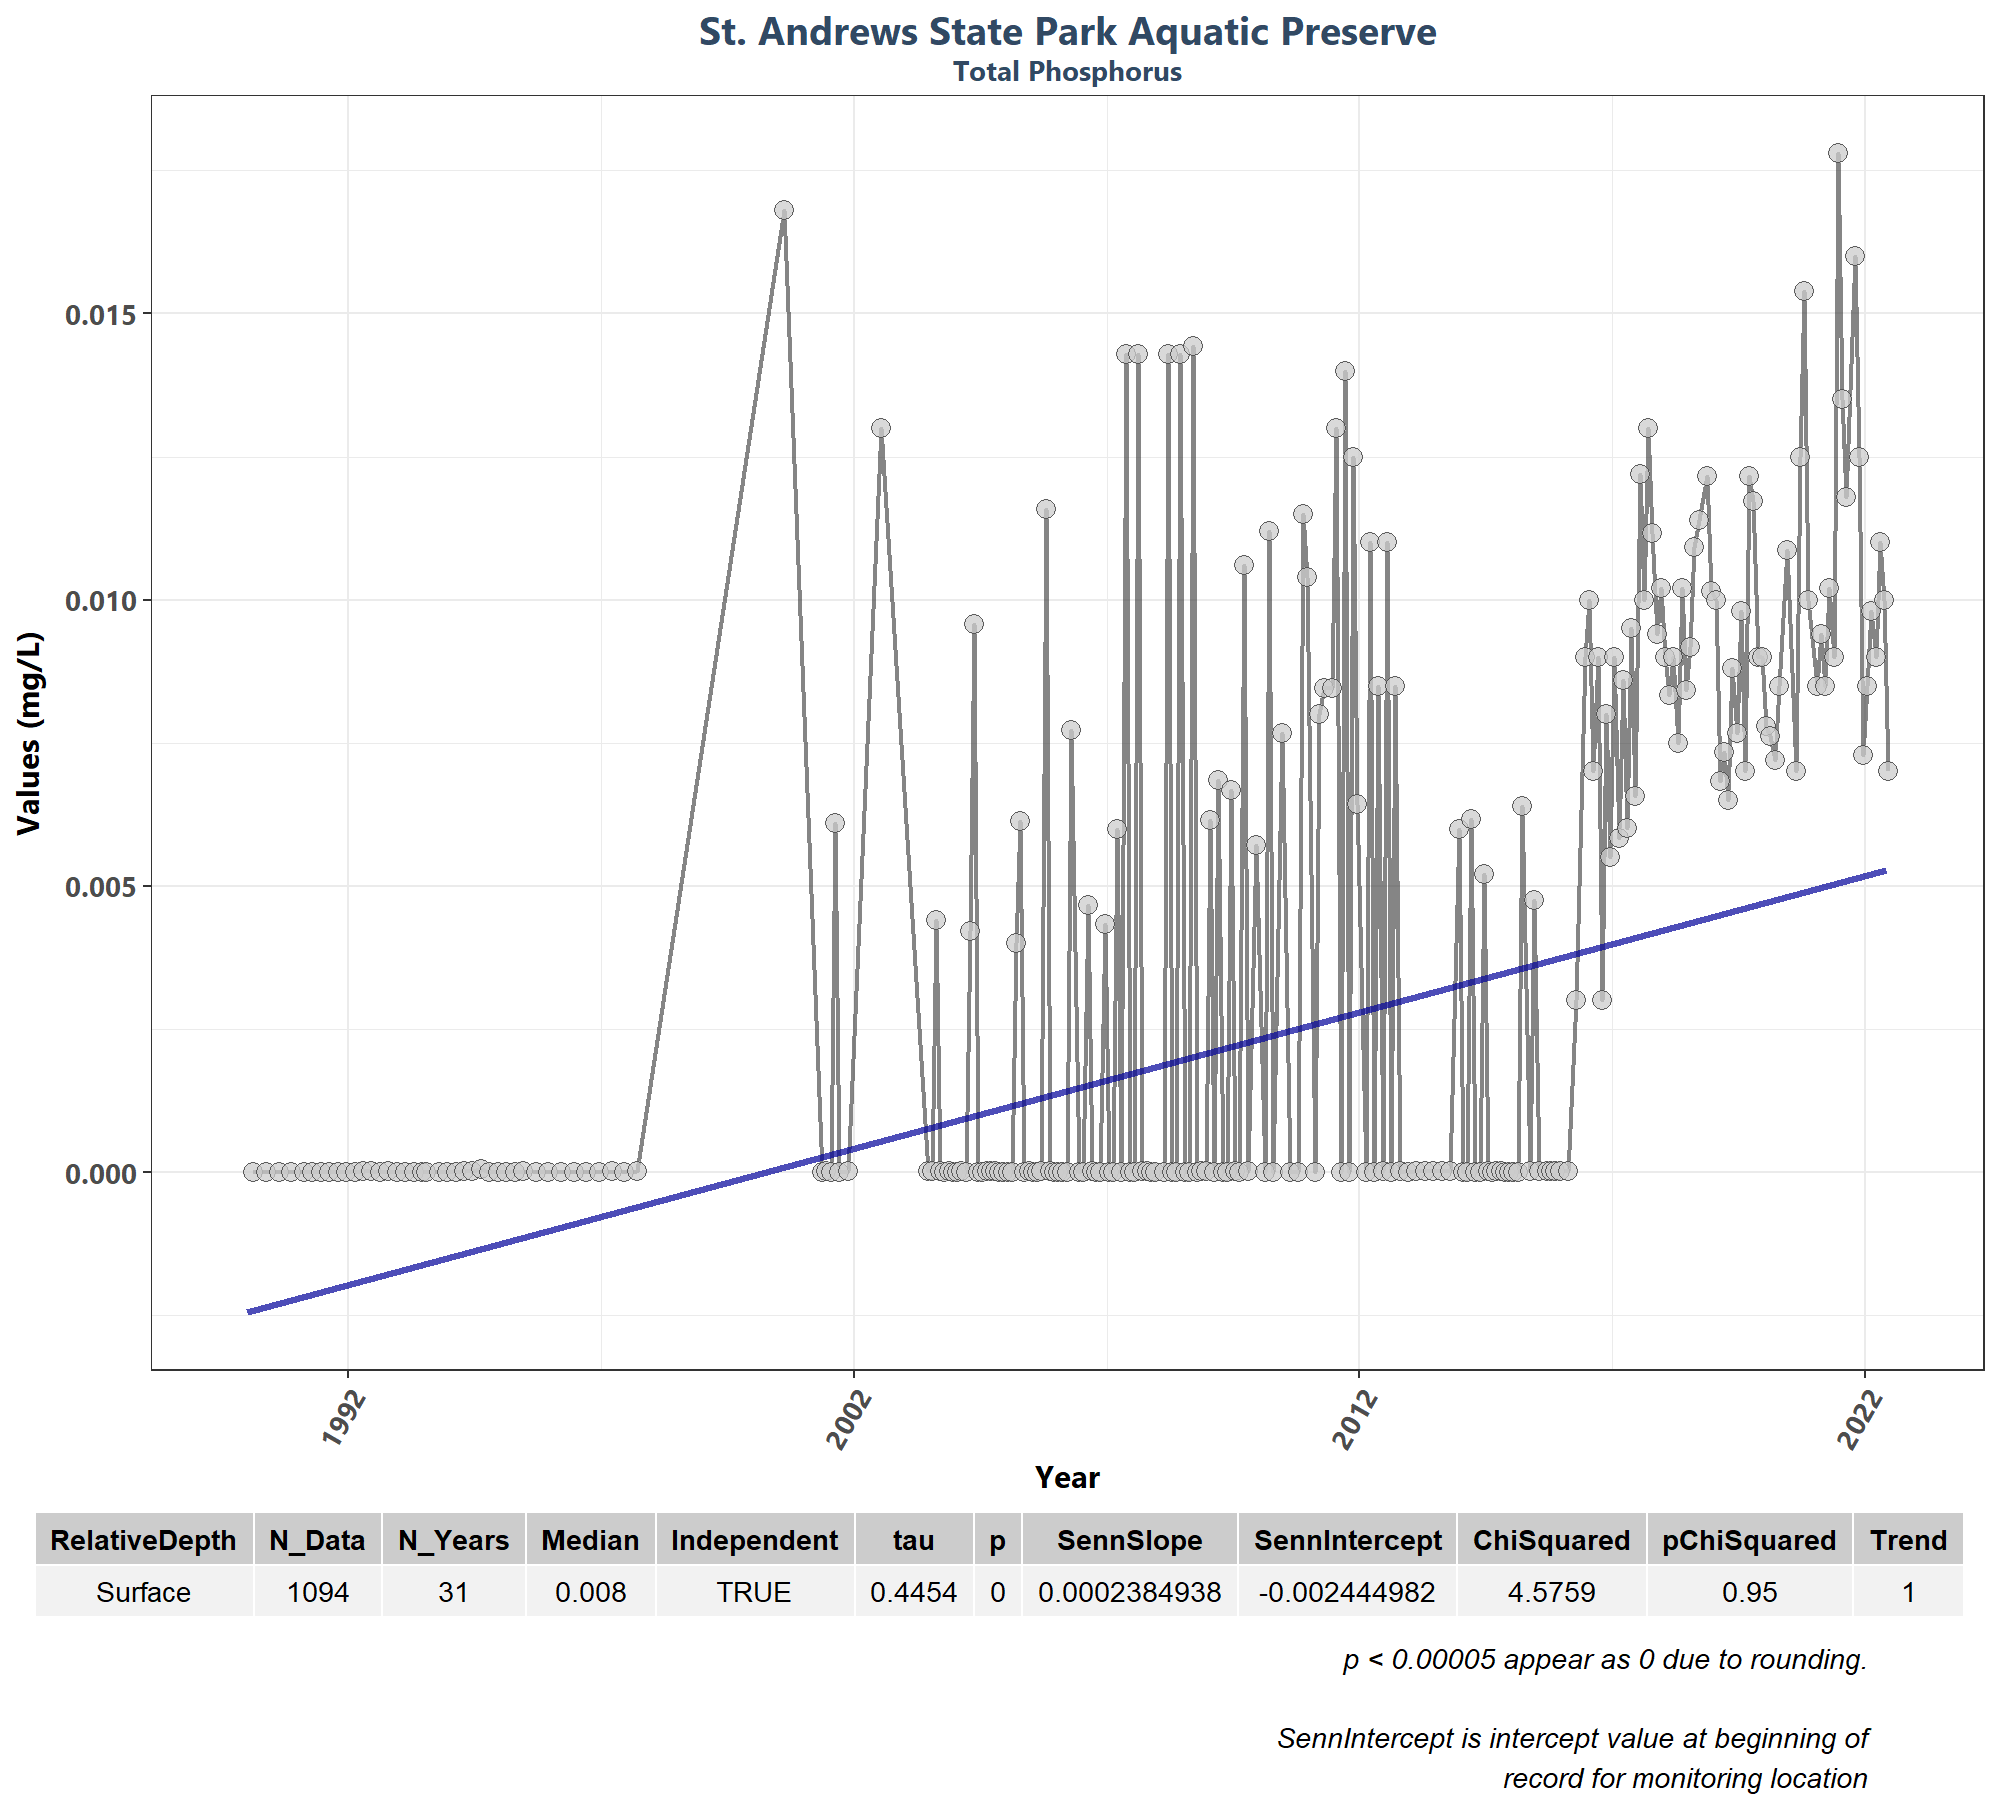 St. Andrews State Park Aquatic Preserve
Total Phosphorus
Values (mg/L)
0.015
0.010
0.005
0.000
1992 2002 2012 2022
Year
RelativeDepth N_Data N_Years Median Independent tau p SennSlope SennIntercept ChiSquared pChiSquared Trend
Surface 1094 31 0.008 TRUE 0.4454 0 0.0002384938 -0.002444982 4.5759 0.95 1
p < 0.00005 appear as 0 due to rounding.
SennIntercept is intercept value at beginning of
record for monitoring location